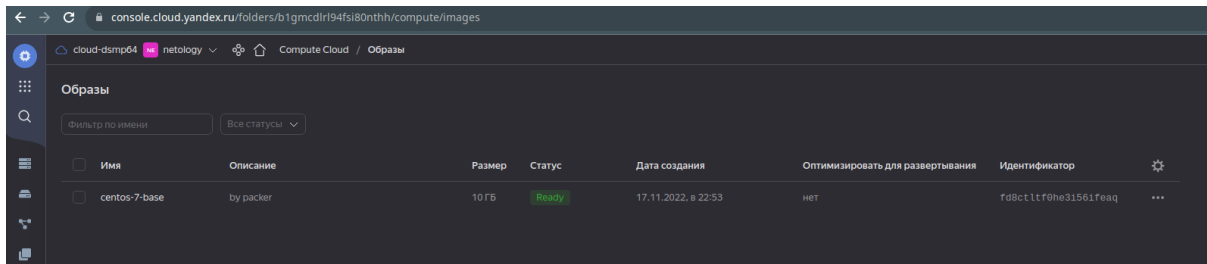 console.cloud.yandex.ru/folders/b1gmcdlrl94fsi80nthh/compute/images
cloud-dsmp64 NE netology Compute Cloud / Образы
Образы
Фильтр по имени Все статусы
Имя Описание Размер Статус Дата создания Оптимизировать для развертывания Идентификатор
centos-7-base by packer 10 ГБ Ready 17.11.2022, в 22:53 нет fd8ctltf0he3i56ifeaq